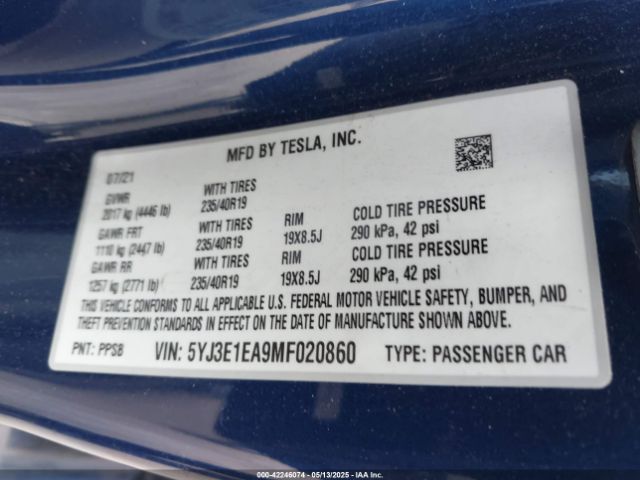 MFD BY TESLA, INC.
07/21
GVWR WITH TIRES
2017 kg (4446 lb) 235/40R19
GAWR FRT WITH TIRES RIM COLD TIRE PRESSURE
1110 kg (2447 lb) 235/40R19 19X8.5J 290 kPa, 42 psi
GAWR RR WITH TIRES RIM COLD TIRE PRESSURE
1257 kg (2771 lb) 235/40R19 19X8.5J 290 kPa, 42 psi
THIS VEHICLE CONFORMS TO ALL APPLICABLE U.S. FEDERAL MOTOR VEHICLE SAFETY, BUMPER, AND
THEFT PREVENTION STANDARDS IN EFFECT ON THE DATE OF MANUFACTURE SHOWN ABOVE.
PNT: PPSB VIN: 5YJ3E1EA9MF020860 TYPE: PASSENGER CAR
000-42246074 - 05/13/2025 - IAAI Inc. Copyright